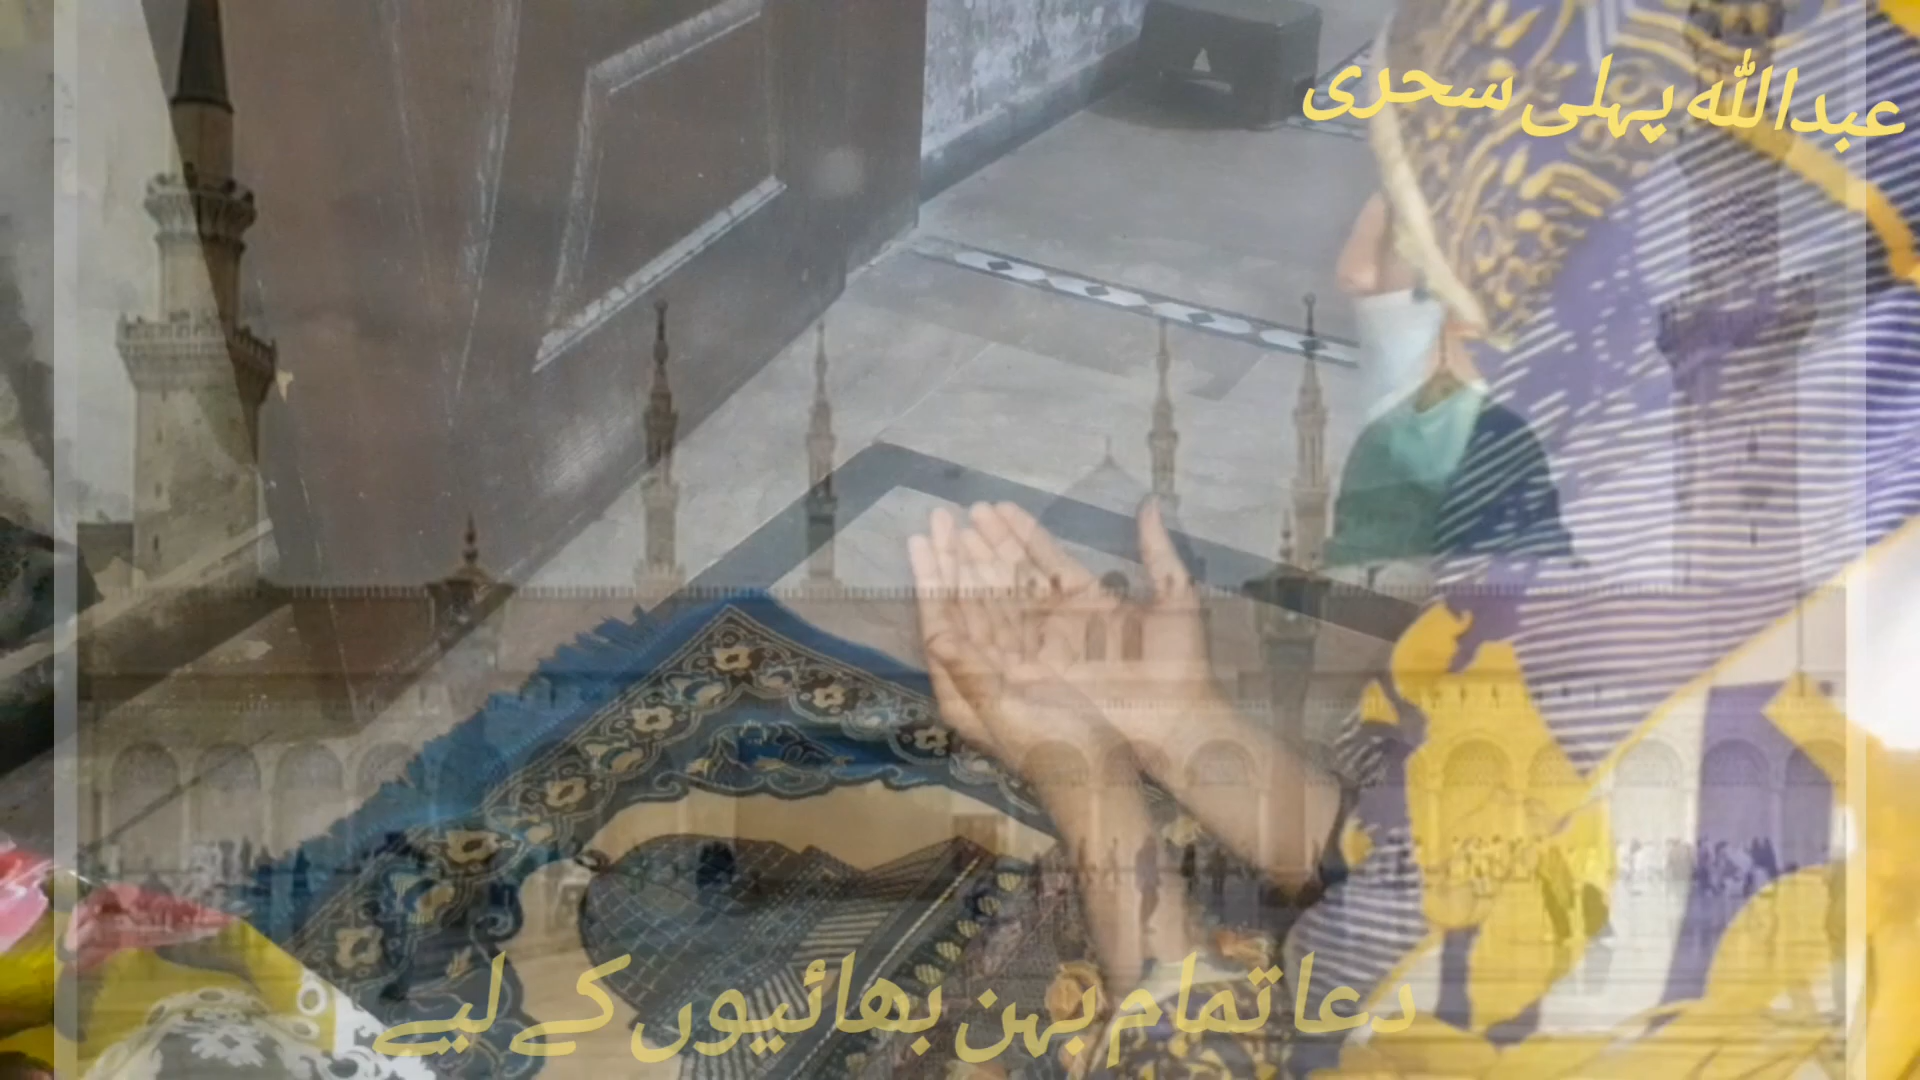 عبداللہ پہلی سحری
دعا تمام بہن بھائیوں کے لیے